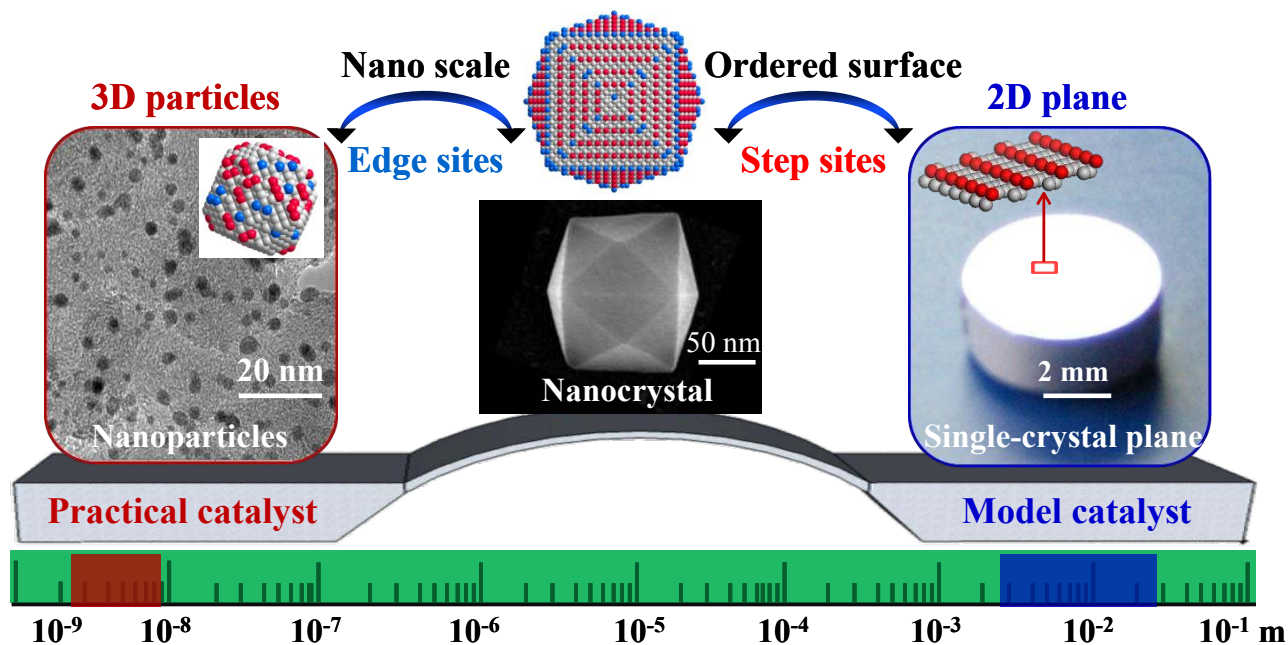 Nano scale
Ordered surface
3D particles
2D plane
Edge sites
Step sites
20 nm
50 nm
2 mm
Nanoparticles
Nanocrystal
Single-crystal plane
Practical catalyst
Model catalyst
10-9 10-8 10-7 10-6 10-5 10-4 10-3 10-2 10-1 m